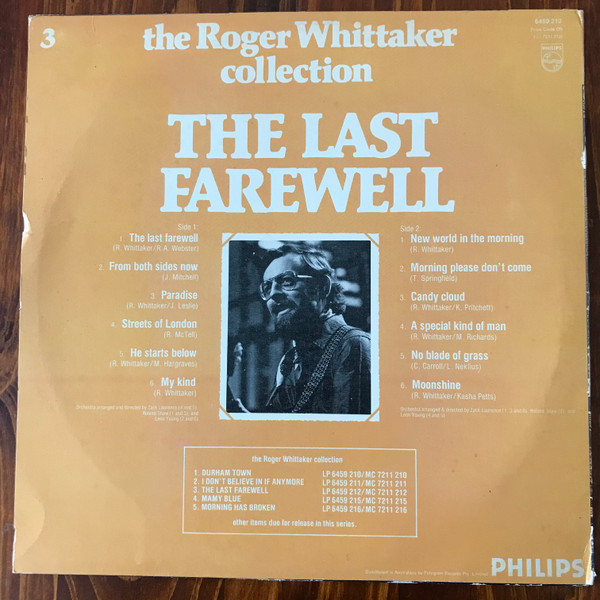 3
the Roger Whittaker
collection
6459 212
PHILIPS
THE LAST
FAREWELL
Side 1
1. The last farewell
(R. Whittaker/R.A. Webster)
2. From both sides now
(J. Mitchell)
3. Paradise
(R. Whittaker/J. Leslie)
4. Streets of London
(R. McTell)
5. He starts below
(R. Whittaker/M. Hargraves)
6. My kind
(R. Whittaker)
Side 2
1. New world in the morning
(R. Whittaker)
2. Morning please don't come
(T. Springfield)
3. Candy cloud
(R. Whittaker/K. Pritchett)
4. A special kind of man
(R. Whittaker/M. Richards)
5. No blade of grass
(C. Carroll/L. Neklius)
6. Moonshine
(R. Whittaker/Kasha Potts)
the Roger Whittaker collection
1. DURHAM TOWN LP 6459 210/MC 7211 210
2. I DON'T BELIEVE IN IF ANYMORE LP 6459 211/MC 7211 211
3. THE LAST FAREWELL LP 6459 212/MC 7211 212
4. MAMY BLUE LP 6459 215/MC 7211 215
5. MORNING HAS BROKEN LP 6459 216/MC 7211 216
other items due for release in this series.
PHILIPS